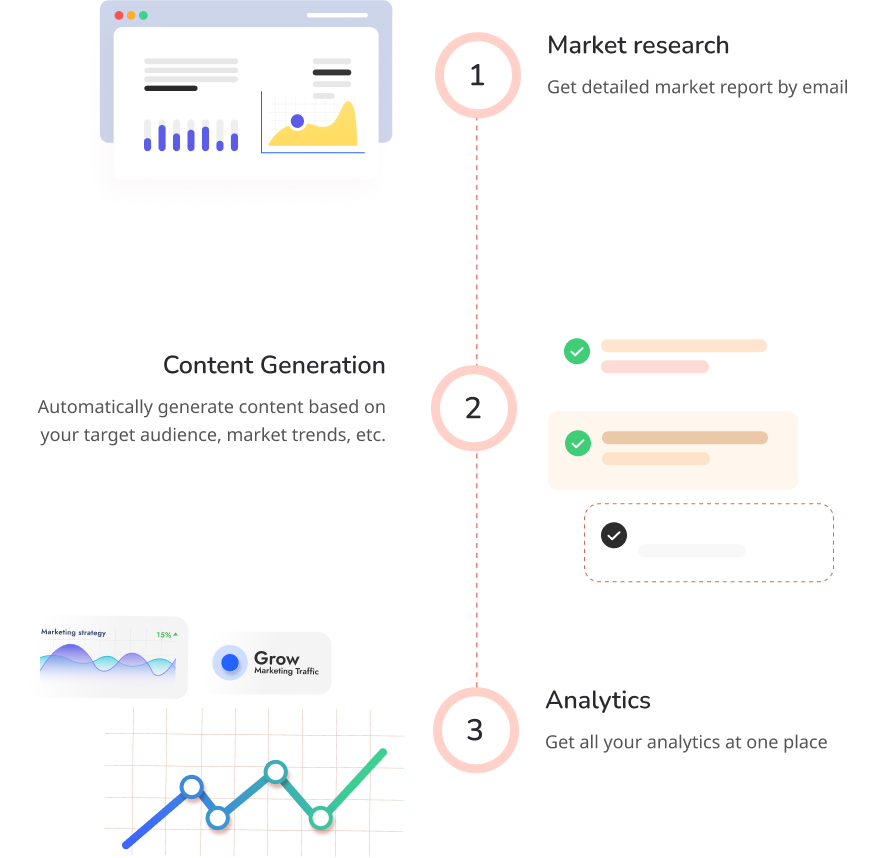 1
Market research
Get detailed market report by email
Content Generation
Automatically generate content based on
your target audience, market trends, etc.
2
Marketing strategy
15%
Grow
Marketing Traffic
3
Analytics
Get all your analytics at one place